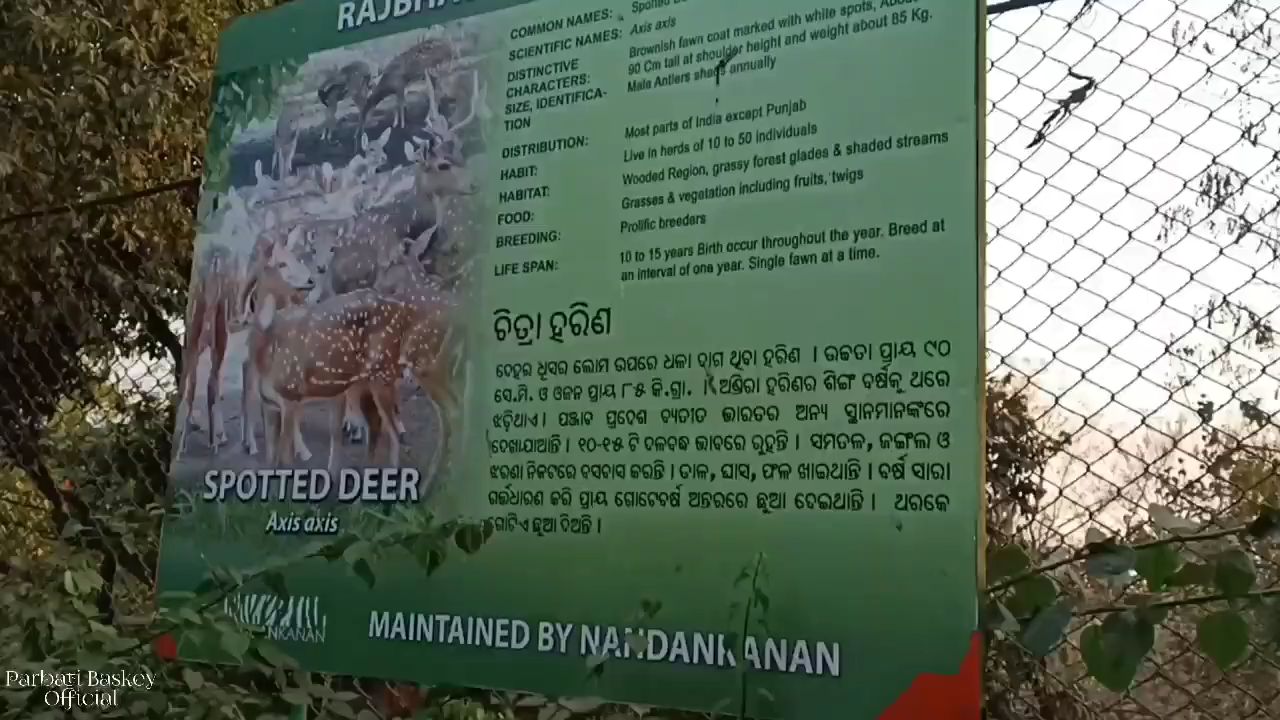 COMMON NAMES:
SCIENTIFIC NAMES: Axis axis
DISTINCTIVE CHARACTERS: Brownish fawn coat marked with white spots,
SIZE, IDENTIFICA-TION 90 Cm tall at shoulder height and weight about 85 Kg.
Male Antlers sheds annually
DISTRIBUTION: Most parts of India except Punjab
HABIT: Live in herds of 10 to 50 individuals
HABITAT: Wooded Region, grassy forest glades & shaded streams
FOOD: Grasses & vegetation including fruits, twigs
BREEDING: Prolific breeders
LIFE SPAN: 10 to 15 years Birth occur throughout the year. Breed at
an interval of one year. Single fawn at a time.
ଚିତ୍ରା ହରିଣ
ଦେହର ଧୂସର ଲୋମ ଉପରେ ଧଳା ଦାଗ ଥିବା ହରିଣ । ଉଚ୍ଚତା ପ୍ରାୟ ୯୦
ସେ.ମି. ଓ ଓଜନ ପ୍ରାୟ ୮୫ କି.ଗ୍ରା. । ଅଣ୍ଡିରା ହରିଣର ଶିଙ୍ଗ ବର୍ଷକୁ ଥରେ
ଝଡ଼ିଥାଏ। ପଞ୍ଜାବ ପ୍ରଦେଶ ବ୍ୟତୀତ ଭାରତର ଅନ୍ୟ ସ୍ଥାନମାନଙ୍କରେ
ଦେଖାଯାଆନ୍ତି । ୧୦-୧୫ ଟି ଦଳବଦ୍ଧ ଭାବରେ ରୁହନ୍ତି । ସମତଳ, ଜଙ୍ଗଲ ଓ
ଝରଣା ନିକଟରେ ବସବାସ କରନ୍ତି । ଡାଳ, ଘାସ, ଫଳ ଖାଇଥାନ୍ତି । ବର୍ଷ ସାରା
ଗର୍ଭଧାରଣ କରି ପ୍ରାୟ ଗୋଟେବର୍ଷ ଅନ୍ତରରେ ଛୁଆ ଦେଇଥାନ୍ତି । ଥରକେ
ଗୋଟିଏ ଛୁଆ ଦିଅନ୍ତି ।
SPOTTED DEER
Axis axis
MAINTAINED BY NANDANKANAN
Parbati Baskey
Official